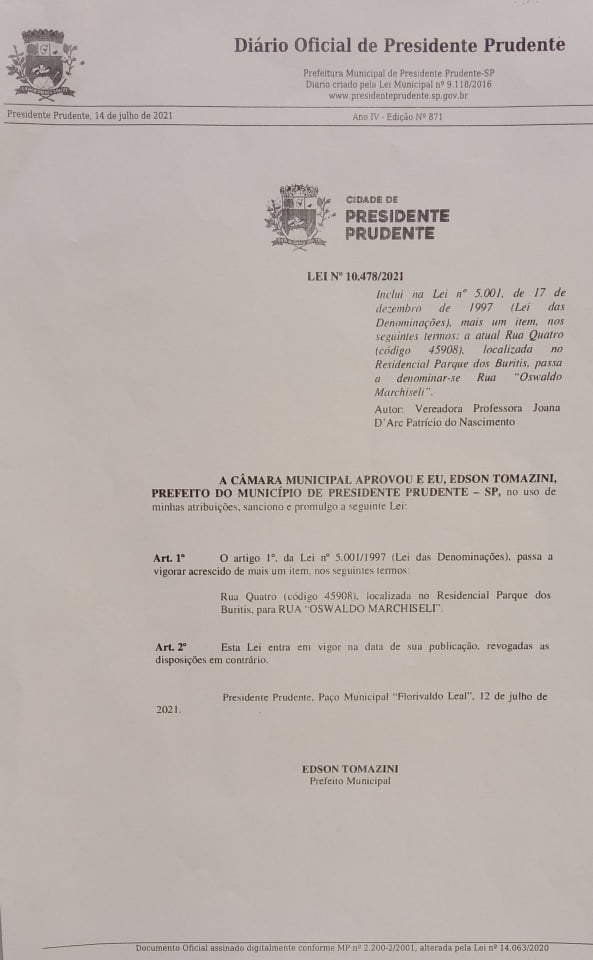 Diário Oficial de Presidente Prudente
Prefeitura Municipal de Presidente Prudente-SP
Diario criado pela Lei Municipal nº 9.118/2016
www.presidenteprudente.sp.gov.br
Presidente Prudente, 14 de julho de 2021
Ano IV - Edição Nº 871
CIDADE DE
PRESIDENTE
PRUDENTE
LEI Nº 10.478/2021
Inclui na Lei nº 5.001, de 17 de
dezembro de 1997 (Lei das
Denominações), mais um item, nos
seguintes termos: a atual Rua Quatro
(código 45908), localizada no
Residencial Parque dos Buritis, passa
a denominar-se Rua "Oswaldo
Marchiseli".
Autor: Vereadora Professora Joana
D'Arc Patrício do Nascimento
A CÂMARA MUNICIPAL APROVOU E EU, EDSON TOMAZINI,
PREFEITO DO MUNICÍPIO DE PRESIDENTE PRUDENTE – SP, no uso de
minhas atribuições, sanciono e promulgo a seguinte Lei:
Art. 1º O artigo 1º, da Lei nº 5.001/1997 (Lei das Denominações), passa a
vigorar acrescido de mais um item, nos seguintes termos:
Rua Quatro (código 45908), localizada no Residencial Parque dos
Buritis, para RUA "OSWALDO MARCHISELI".
Art. 2º Esta Lei entra em vigor na data de sua publicação, revogadas as
disposições em contrário.
Presidente Prudente, Paço Municipal "Florivaldo Leal", 12 de julho de
2021.
EDSON TOMAZINI
Prefeito Municipal
Documento Oficial assinado digitalmente conforme MP nº 2.200-2/2001, alterada pela Lei nº 14.063/2020